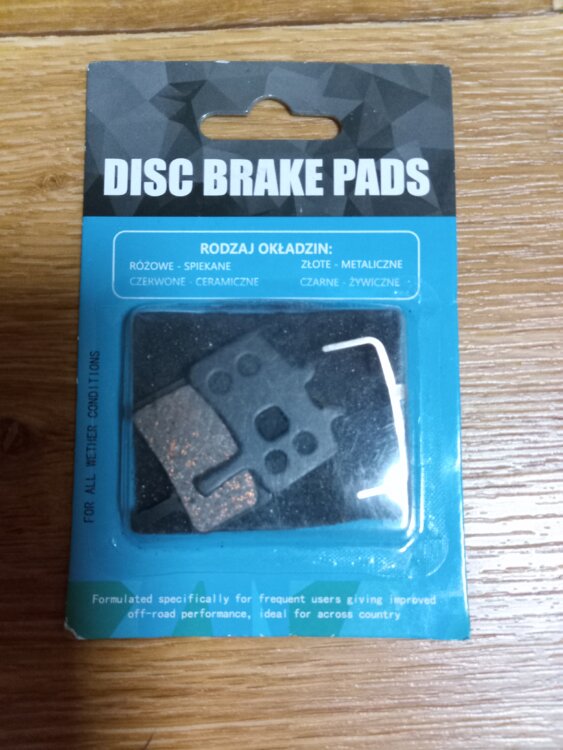 DISC BRAKE PADS
RODZAJ OKŁADZIN:
RÓŻOWE - SPIEKANE
ZŁOTE - METALICZNE
CZERWONE - CERAMICZNE
CZARNE - ŻYWICZNE
FOR ALL WETHER CONDITIONS
Formulated specifically for frequent users giving improved
off-road performance, ideal for across country